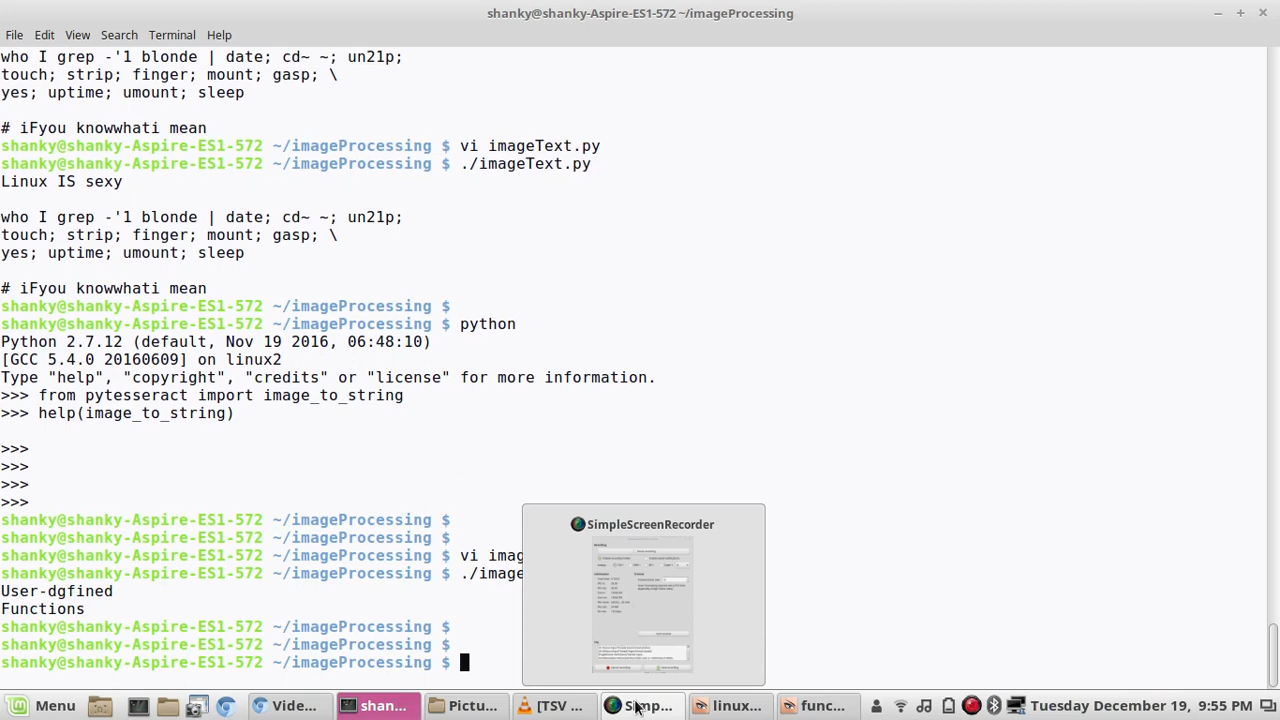 shanky@shanky-Aspire-ES1-572 ~/imageProcessing
File Edit View Search Terminal Help
who I grep -'1 blonde | date; cd~ ~; un21p;
touch; strip; finger; mount; gasp; \
yes; uptime; umount; sleep
# iFyou knowwhati mean
shanky@shanky-Aspire-ES1-572 ~/imageProcessing $ vi imageText.py
shanky@shanky-Aspire-ES1-572 ~/imageProcessing $ ./imageText.py
Linux IS sexy
who I grep -'1 blonde | date; cd~ ~; un21p;
touch; strip; finger; mount; gasp; \
yes; uptime; umount; sleep
# iFyou knowwhati mean
shanky@shanky-Aspire-ES1-572 ~/imageProcessing $
shanky@shanky-Aspire-ES1-572 ~/imageProcessing $ python
Python 2.7.12 (default, Nov 19 2016, 06:48:10)
[GCC 5.4.0 20160609] on linux2
Type "help", "copyright", "credits" or "license" for more information.
>>> from pytesseract import image_to_string
>>> help(image_to_string)
>>>
>>>
>>>
>>>
shanky@shanky-Aspire-ES1-572 ~/imageProcessing $
shanky@shanky-Aspire-ES1-572 ~/imageProcessing $
shanky@shanky-Aspire-ES1-572 ~/imageProcessing $ vi imag
shanky@shanky-Aspire-ES1-572 ~/imageProcessing $ ./image
User-dgfined
Functions
shanky@shanky-Aspire-ES1-572 ~/imageProcessing $
shanky@shanky-Aspire-ES1-572 ~/imageProcessing $
shanky@shanky-Aspire-ES1-572 ~/imageProcessing $
SimpleScreenRecorder
Menu Vide... shan... Pictu... [TSV ... Simp... linux... func... Tuesday December 19, 9:55 PM